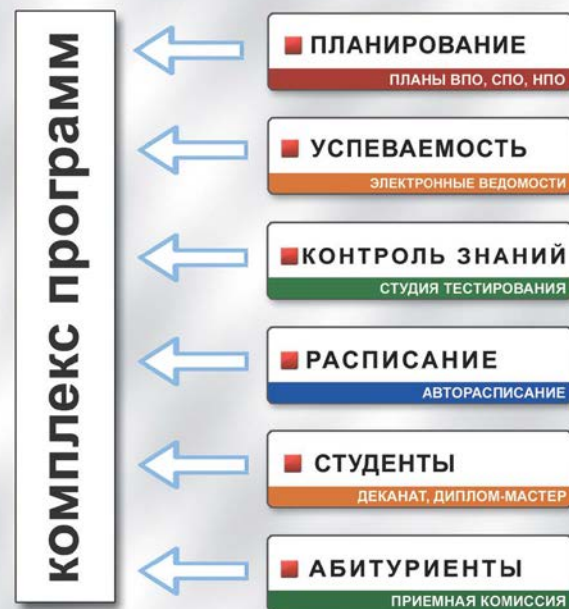 комплекс программ
ПЛАНИРОВАНИЕ
ПЛАНЫ ВПО, СПО, НПО
УСПЕВАЕМОСТЬ
ЭЛЕКТРОННЫЕ ВЕДОМОСТИ
КОНТРОЛЬ ЗНАНИЙ
СТУДИЯ ТЕСТИРОВАНИЯ
РАСПИСАНИЕ
АВТОРАСПИСАНИЕ
СТУДЕНТЫ
ДЕКАНАТ, ДИПЛОМ-МАСТЕР
АБИТУРИЕНТЫ
ПРИЕМНАЯ КОМИССИЯ